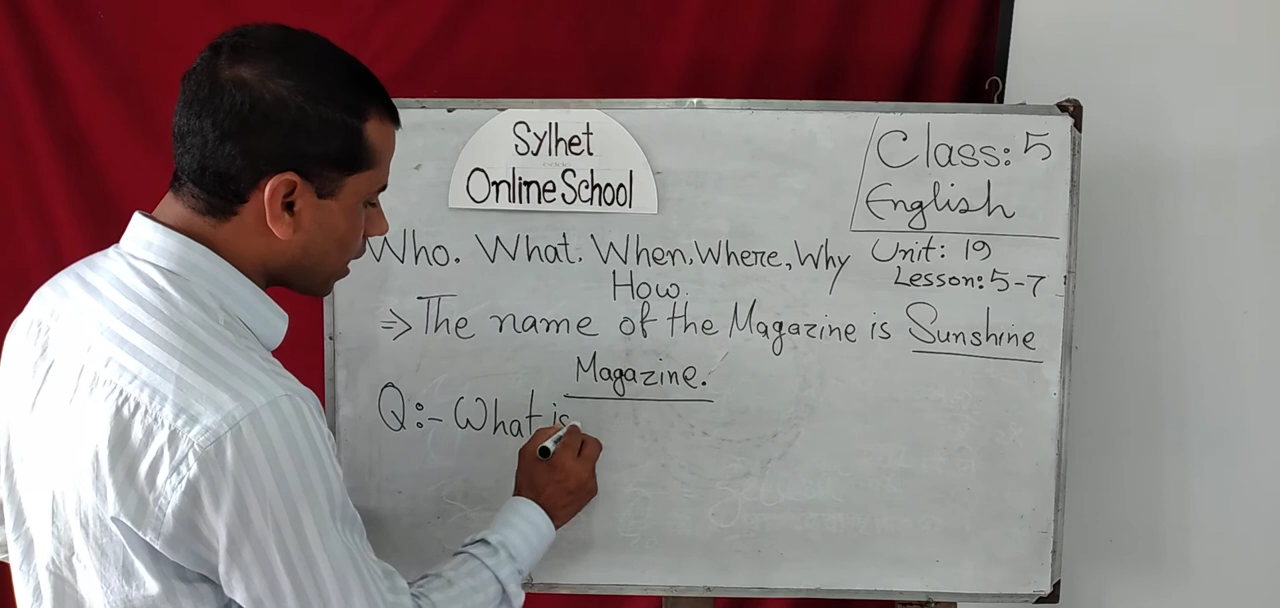 Sylhet
Online School
Class: 5
English
Unit: 19
Lesson: 5-7
Who. What. When, Where, Why
How.
=> The name of the Magazine is Sunshine
Magazine.
Q:- What is